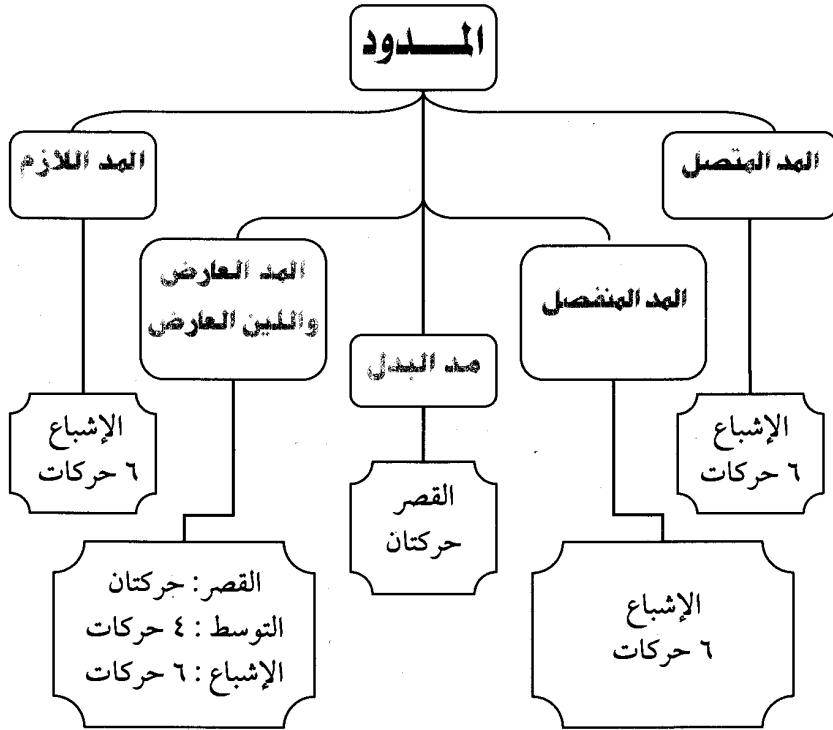 المدود
المد المتصل
المد اللازم
المد المنفصل
المد العارض
واللين العارض
مد البدل
الإشباع
٦ حركات
الإشباع
٦ حركات
القصر
حركتان
الإشباع
٦ حركات
القصر : حركتان
التوسط : ٤ حركات
الإشباع : ٦ حركات